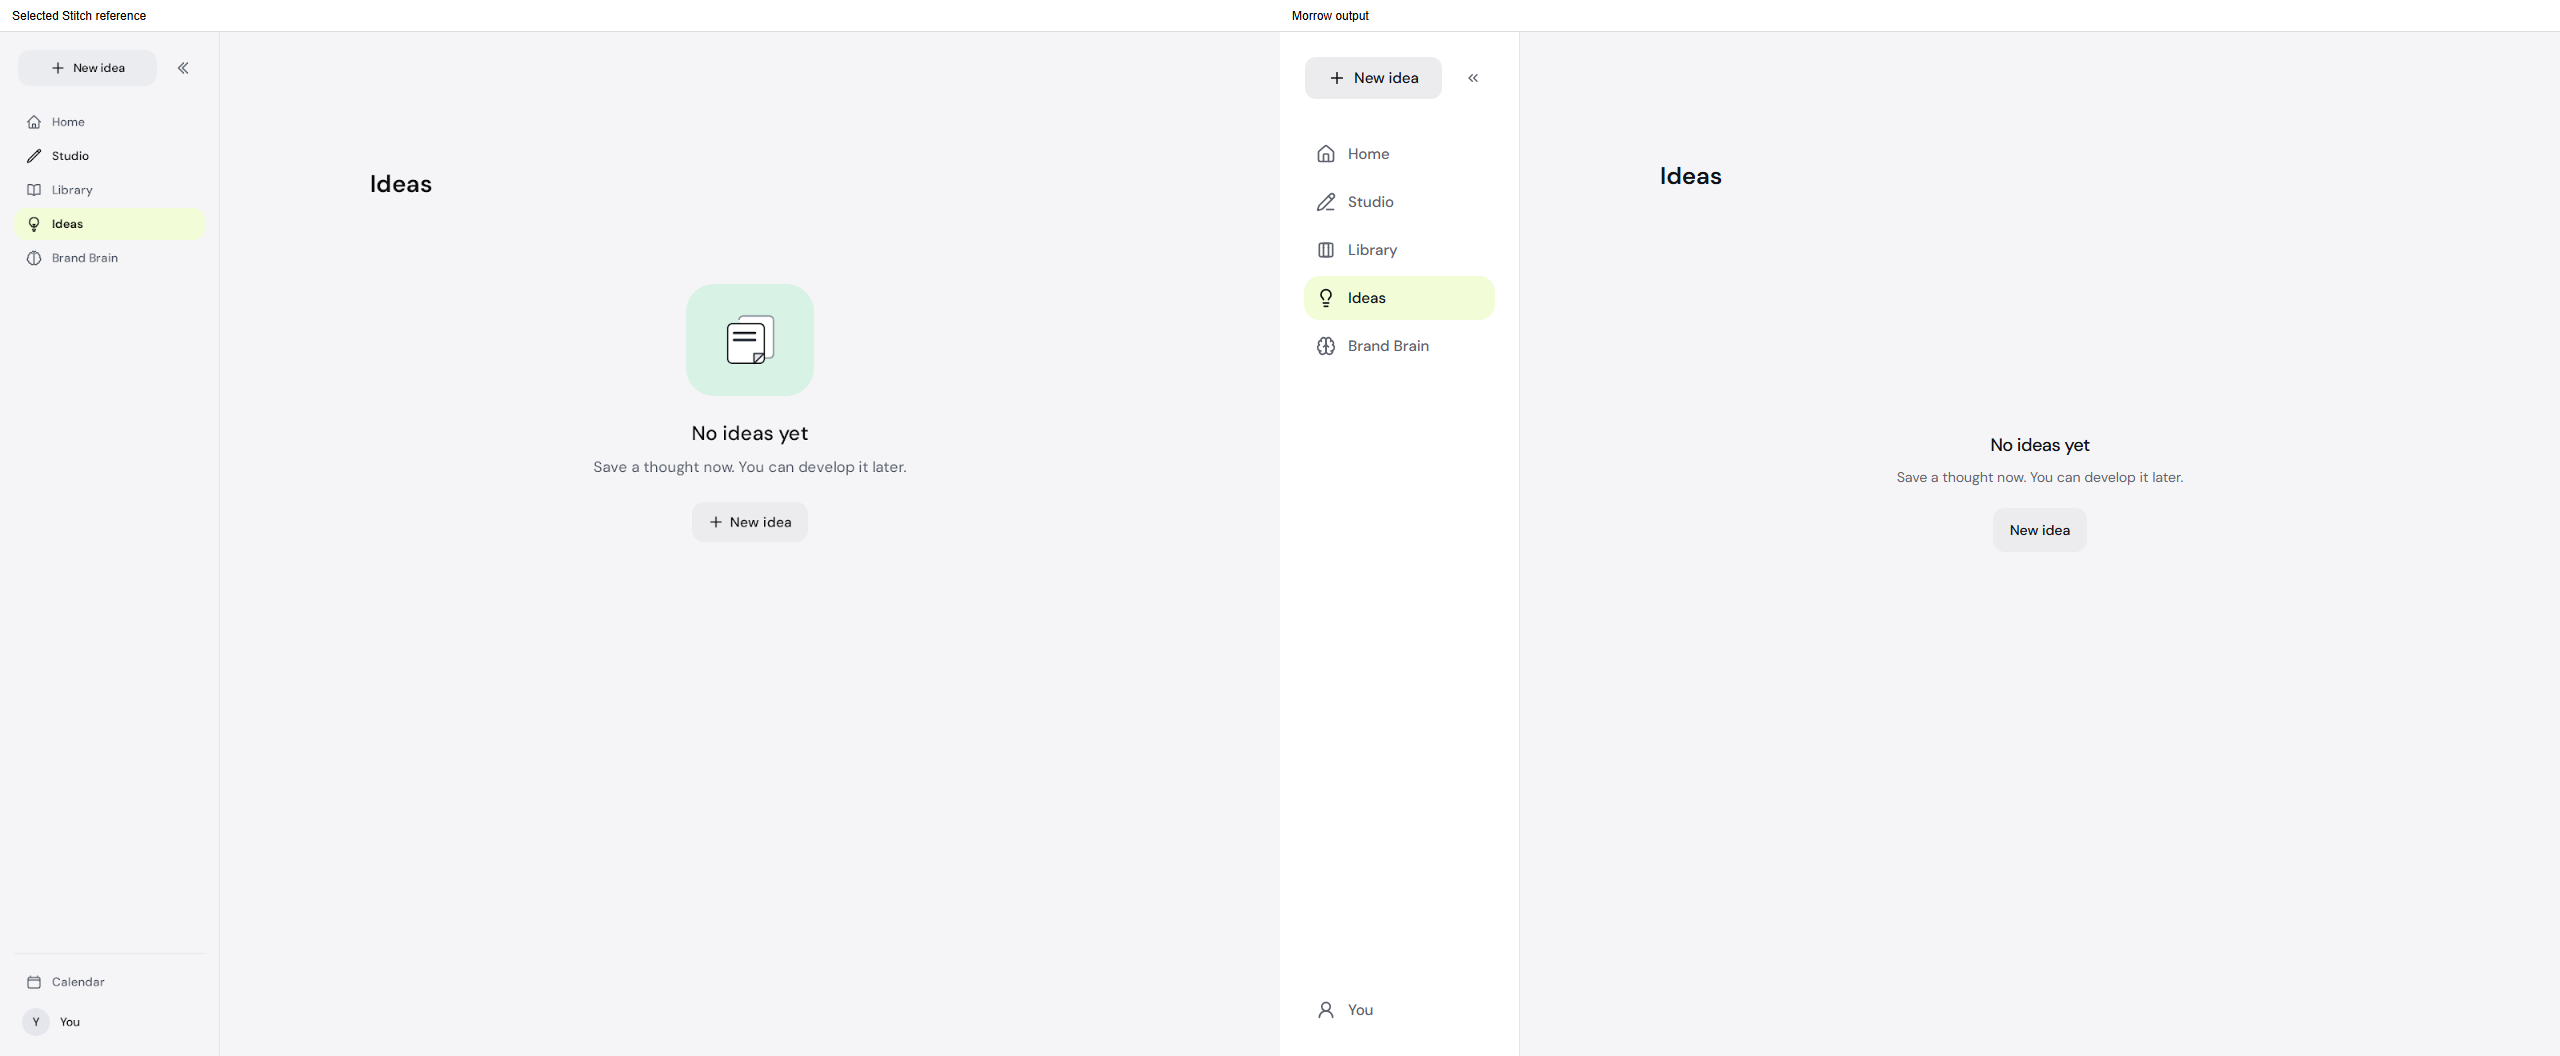 Selected Stitch reference
New idea
Home
Studio
Library
Ideas
Brand Brain
Calendar
Y
You
Ideas
No ideas yet
Save a thought now. You can develop it later.
New idea
Morrow output
New idea
Home
Studio
Library
Ideas
Brand Brain
You
Ideas
No ideas yet
Save a thought now. You can develop it later.
New idea